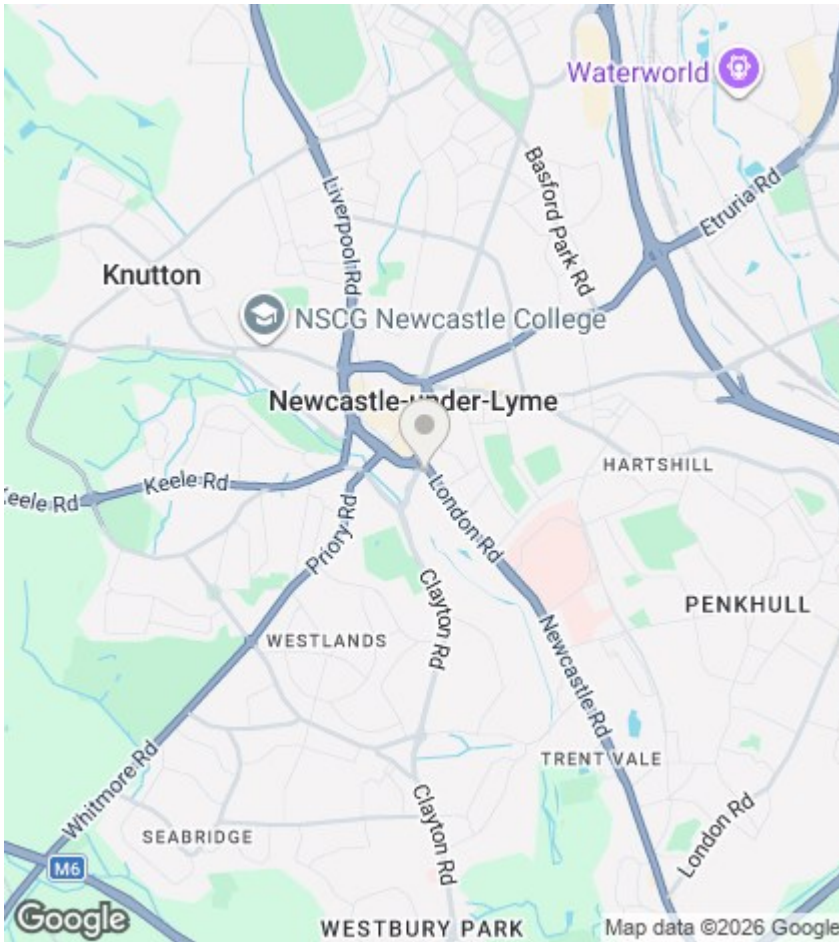 Waterworld
Basford Park Rd
Etruria Rd
Liverpool Rd
Knutton
NSCG Newcastle College
Newcastle-under-Lyme
HARTSHILL
Keele Rd
Keele Rd
London Rd
Priory Rd
Clayton Rd
PENKHULL
Newcastle Rd
WESTLANDS
TRENT VALE
Whitmore Rd
Clayton Rd
London Rd
SEABRIDGE
M6
Google
WESTBURY PARK
Map data ©2026 Google